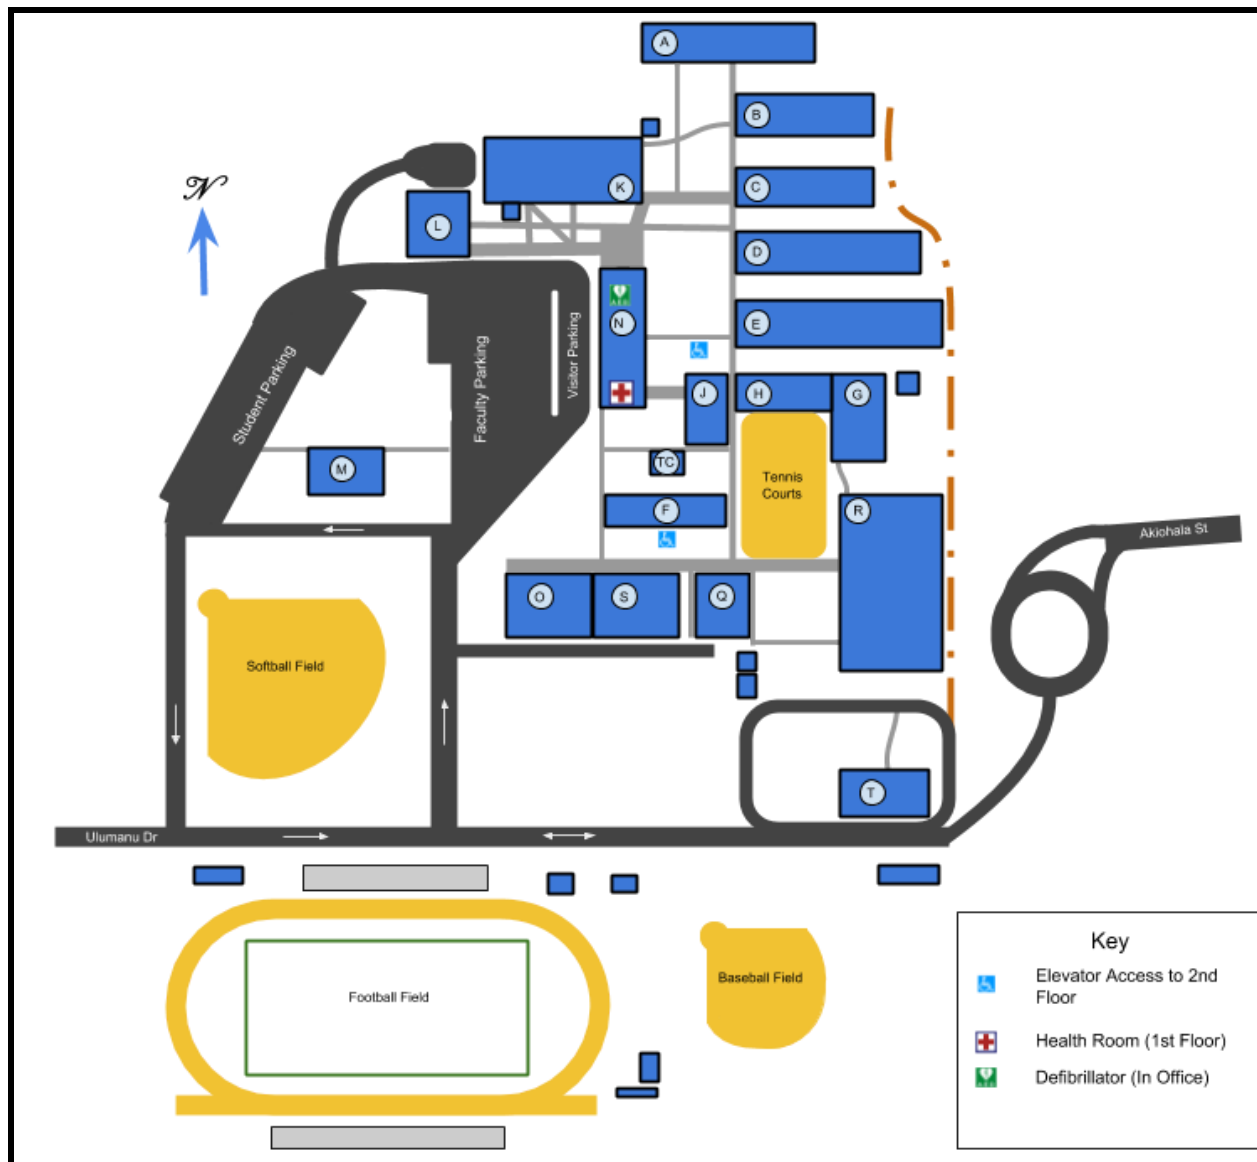 A
B
K
C
𝒩
L
D
N
E
Visitor Parking
Faculty Parking
Student Parking
J
H
G
M
TC
Tennis
Courts
F
R
Akiohala St
O
S
Q
Softball Field
T
Ulumanu Dr
Football Field
Baseball Field
Key
Elevator Access to 2nd
Floor
Health Room (1st Floor)
Defibrillator (In Office)